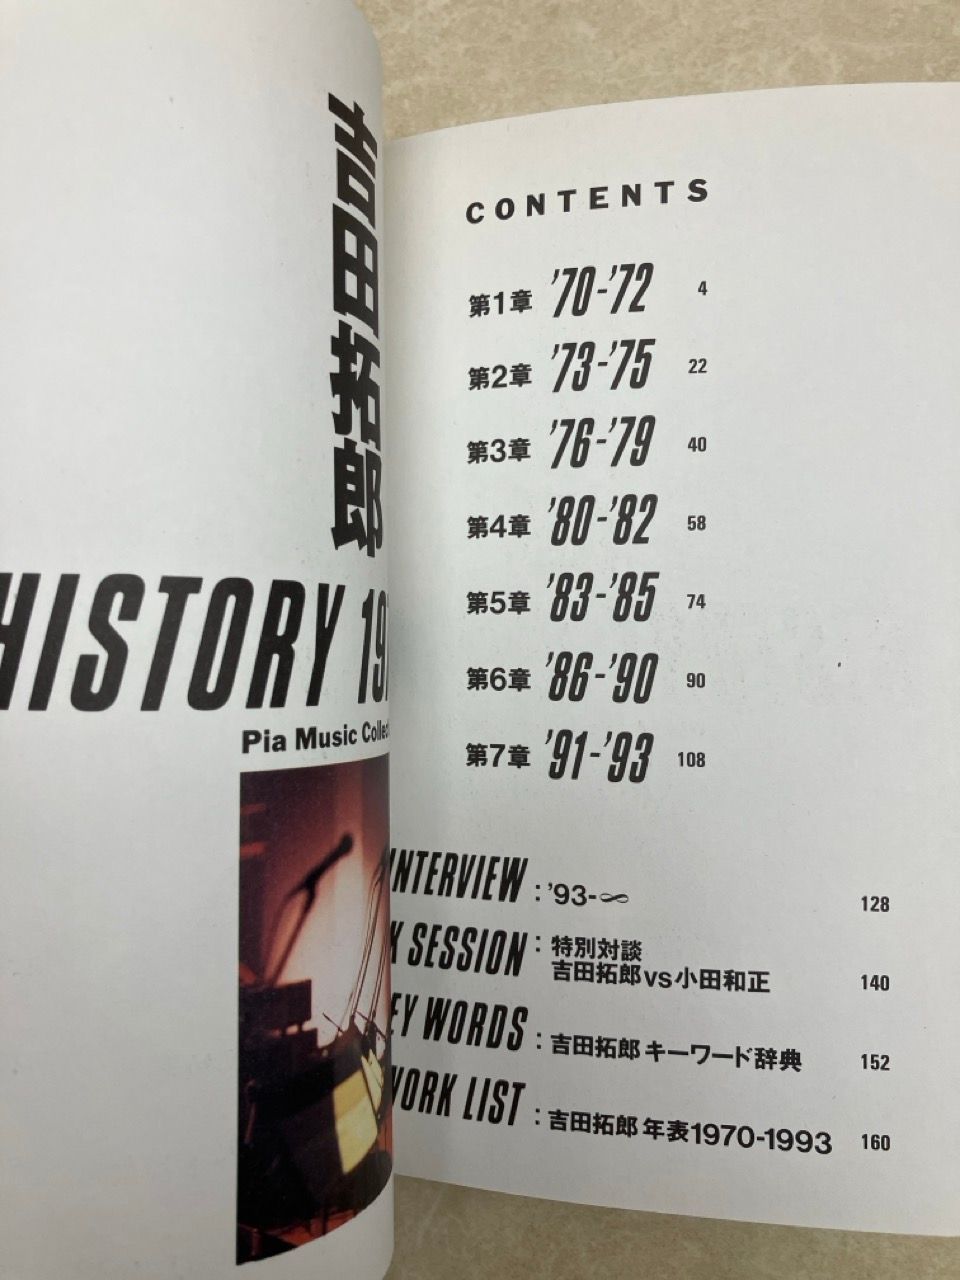 吉田拓郎
HISTORY 19
Pia Music Collec
CONTENTS
第1章 '70-'72 4
第2章 '73-'75 22
第3章 '76-'79 40
第4章 '80-'82 58
第5章 '83-'85 74
第6章 '86-'90 90
第7章 '91-'93 108
INTERVIEW : '93-∞ 128
K SESSION : 特別対談
吉田拓郎vs小田和正 140
EY WORDS : 吉田拓郎 キーワード辞典 152
WORK LIST : 吉田拓郎 年表1970-1993 160